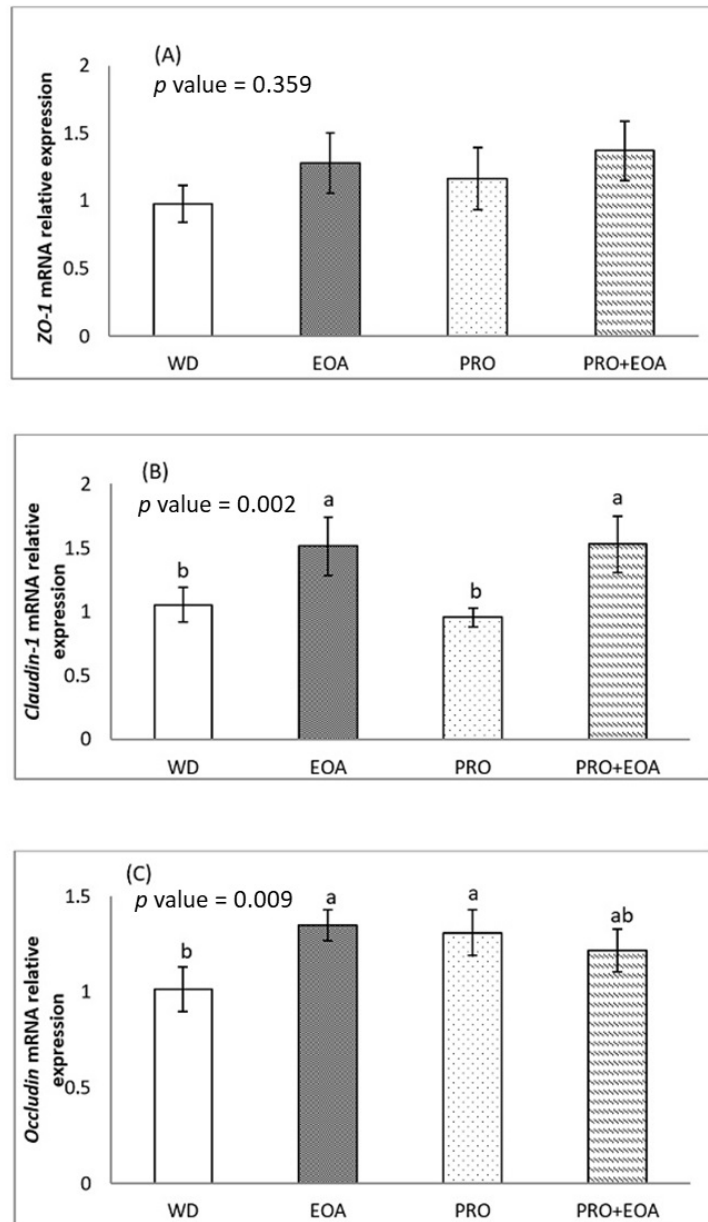 (A)
p value = 0.359
ZO-1 mRNA relative expression
2
1.5
1
0.5
0
WD EOA PRO PRO+EOA
(B)
p value = 0.002
Claudin-1 mRNA relative
expression
2
1.5
1
0.5
0
b a b a
WD EOA PRO PRO+EOA
(C)
p value = 0.009
Occludin mRNA relative
expression
1.5
1
0.5
0
b a a ab
WD EOA PRO PRO+EOA